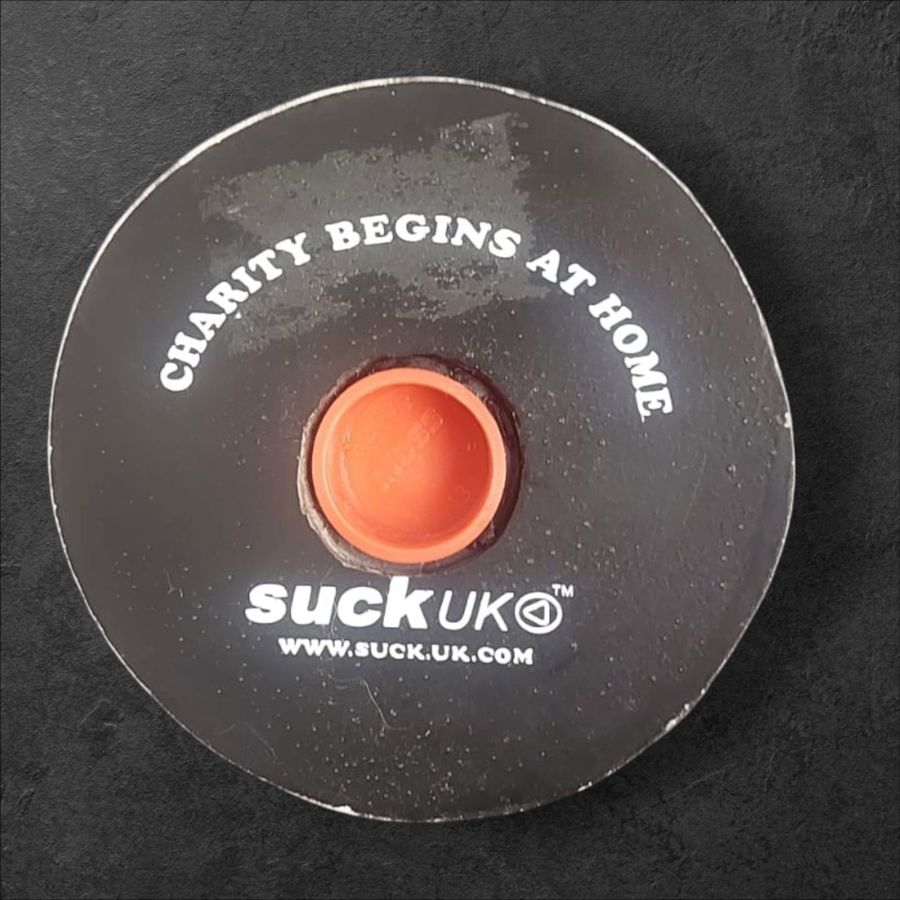 CHARITY BEGINS AT HOME
suck UK™
WWW.SUCK.UK.COM